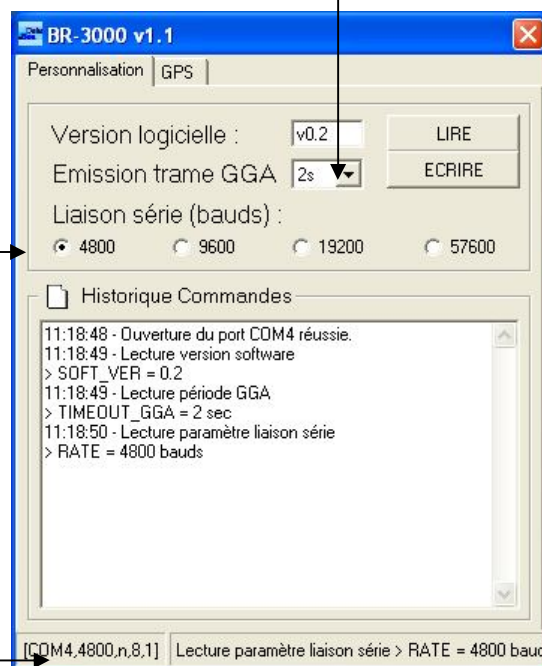 BR-3000 v1.1
Personnalisation GPS
Version logicielle : v0.2 LIRE
Emission trame GGA 2s ECRIRE
Liaison série (bauds) :
4800 9600 19200 57600
Historique Commandes
11:18:48 - Ouverture du port COM4 réussie.
11:18:49 - Lecture version software
> SOFT_VER = 0.2
11:18:49 - Lecture période GGA
> TIMEOUT_GGA = 2 sec
11:18:50 - Lecture paramètre liaison série
> RATE = 4800 bauds
[COM4,4800,n,8,1] Lecture paramètre liaison série > RATE = 4800 baud